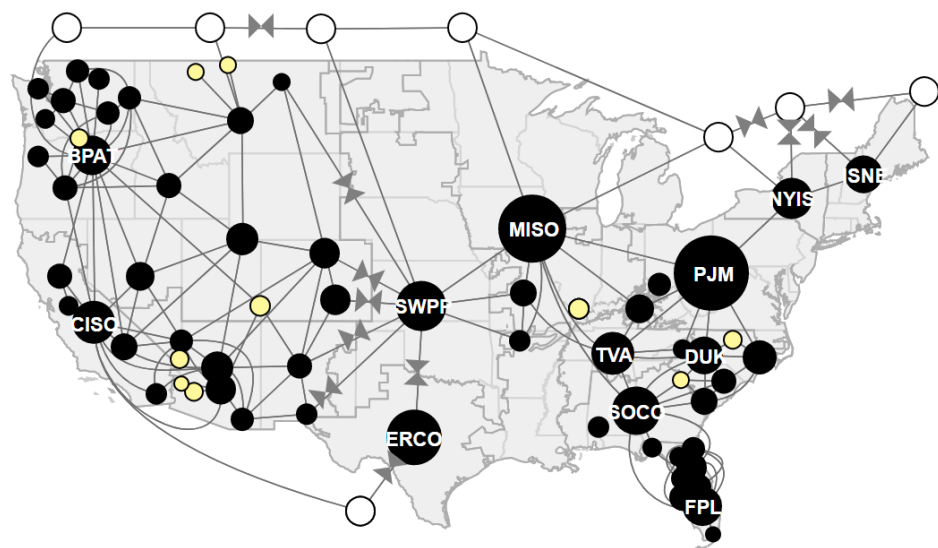 BPAT
SNE
NYIS
MISO
PJM
SWPP
CISO
TVA
DUK
SOCO
ERCO
FPL